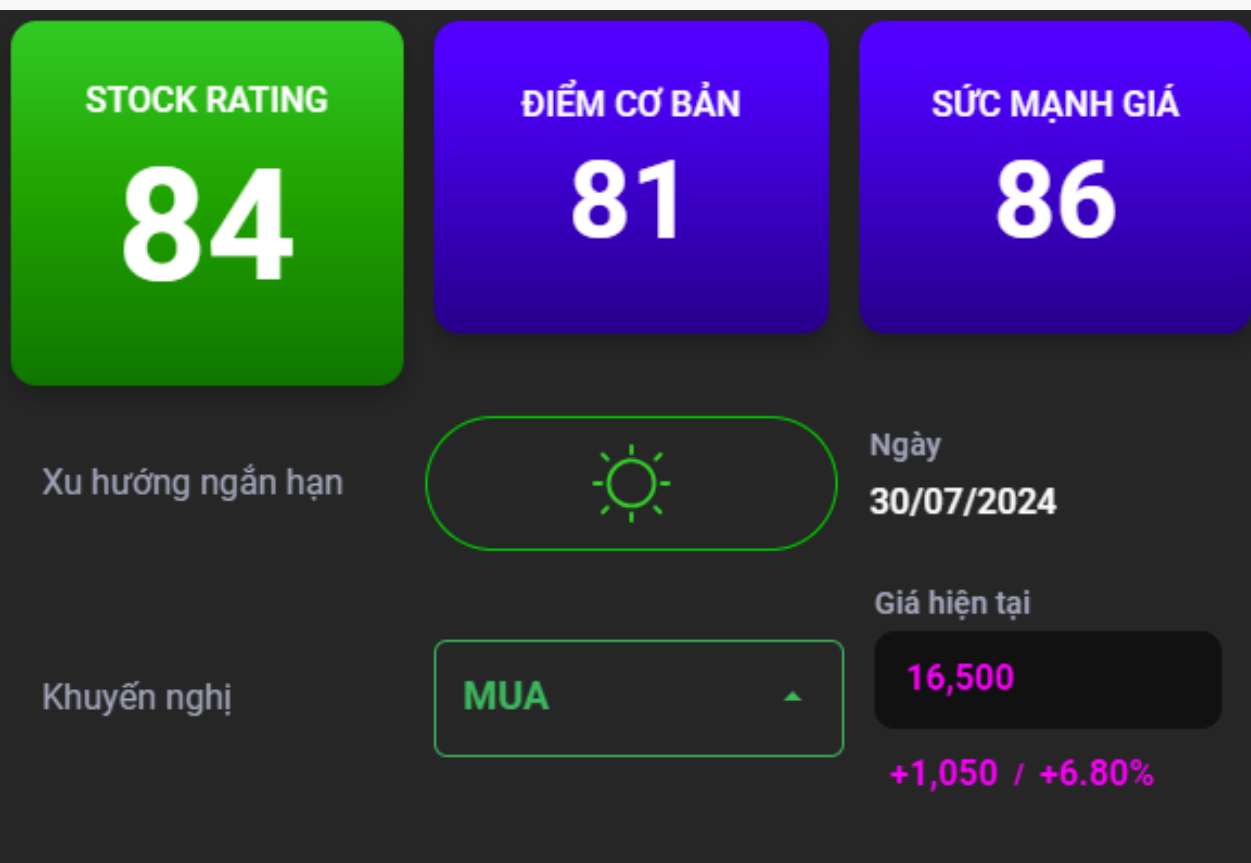 STOCK RATING
84
ĐIỂM CƠ BẢN
81
SỨC MẠNH GIÁ
86
Xu hướng ngắn hạn
Ngày
30/07/2024
Khuyến nghị
MUA
Giá hiện tại
16,500
+1,050 / +6.80%